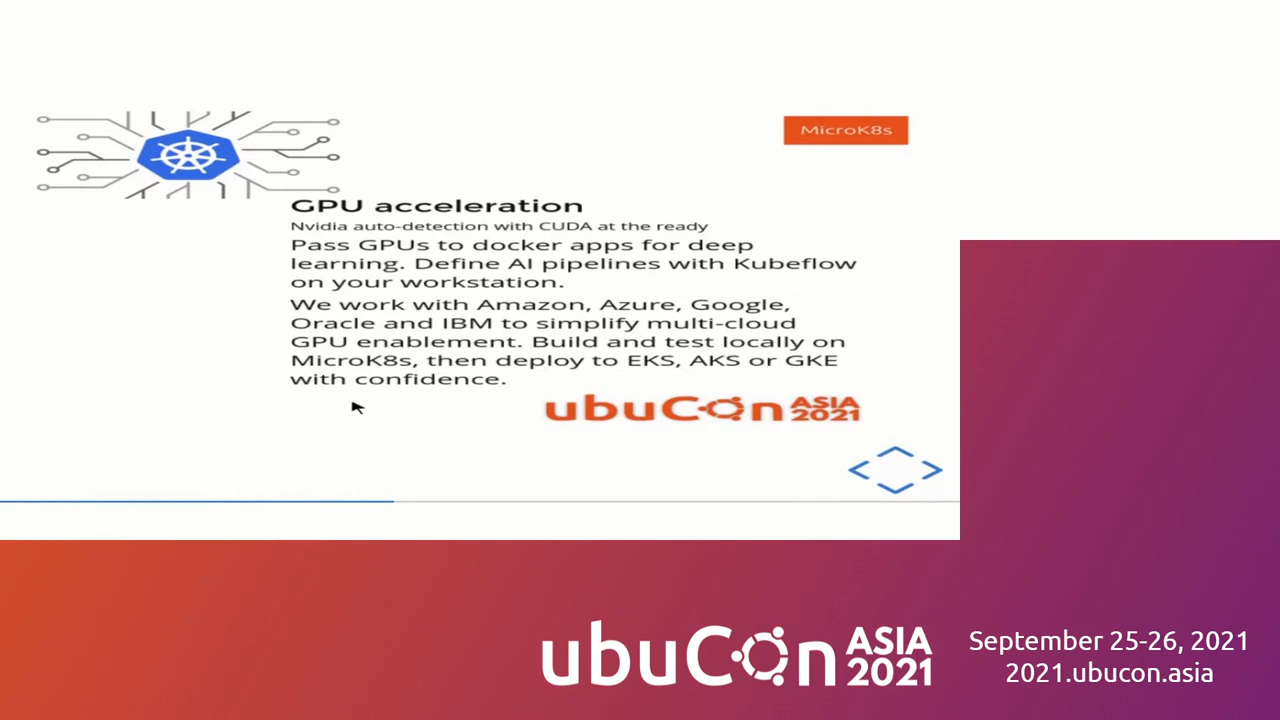 MicroK8s
GPU acceleration
Nvidia auto-detection with CUDA at the ready
Pass GPUs to docker apps for deep
learning. Define AI pipelines with Kubeflow
on your workstation.
We work with Amazon, Azure, Google,
Oracle and IBM to simplify multi-cloud
GPU enablement. Build and test locally on
MicroK8s, then deploy to EKS, AKS or GKE
with confidence.
ubuCon ASIA 2021
ubuCon ASIA 2021
September 25-26, 2021
2021.ubucon.asia